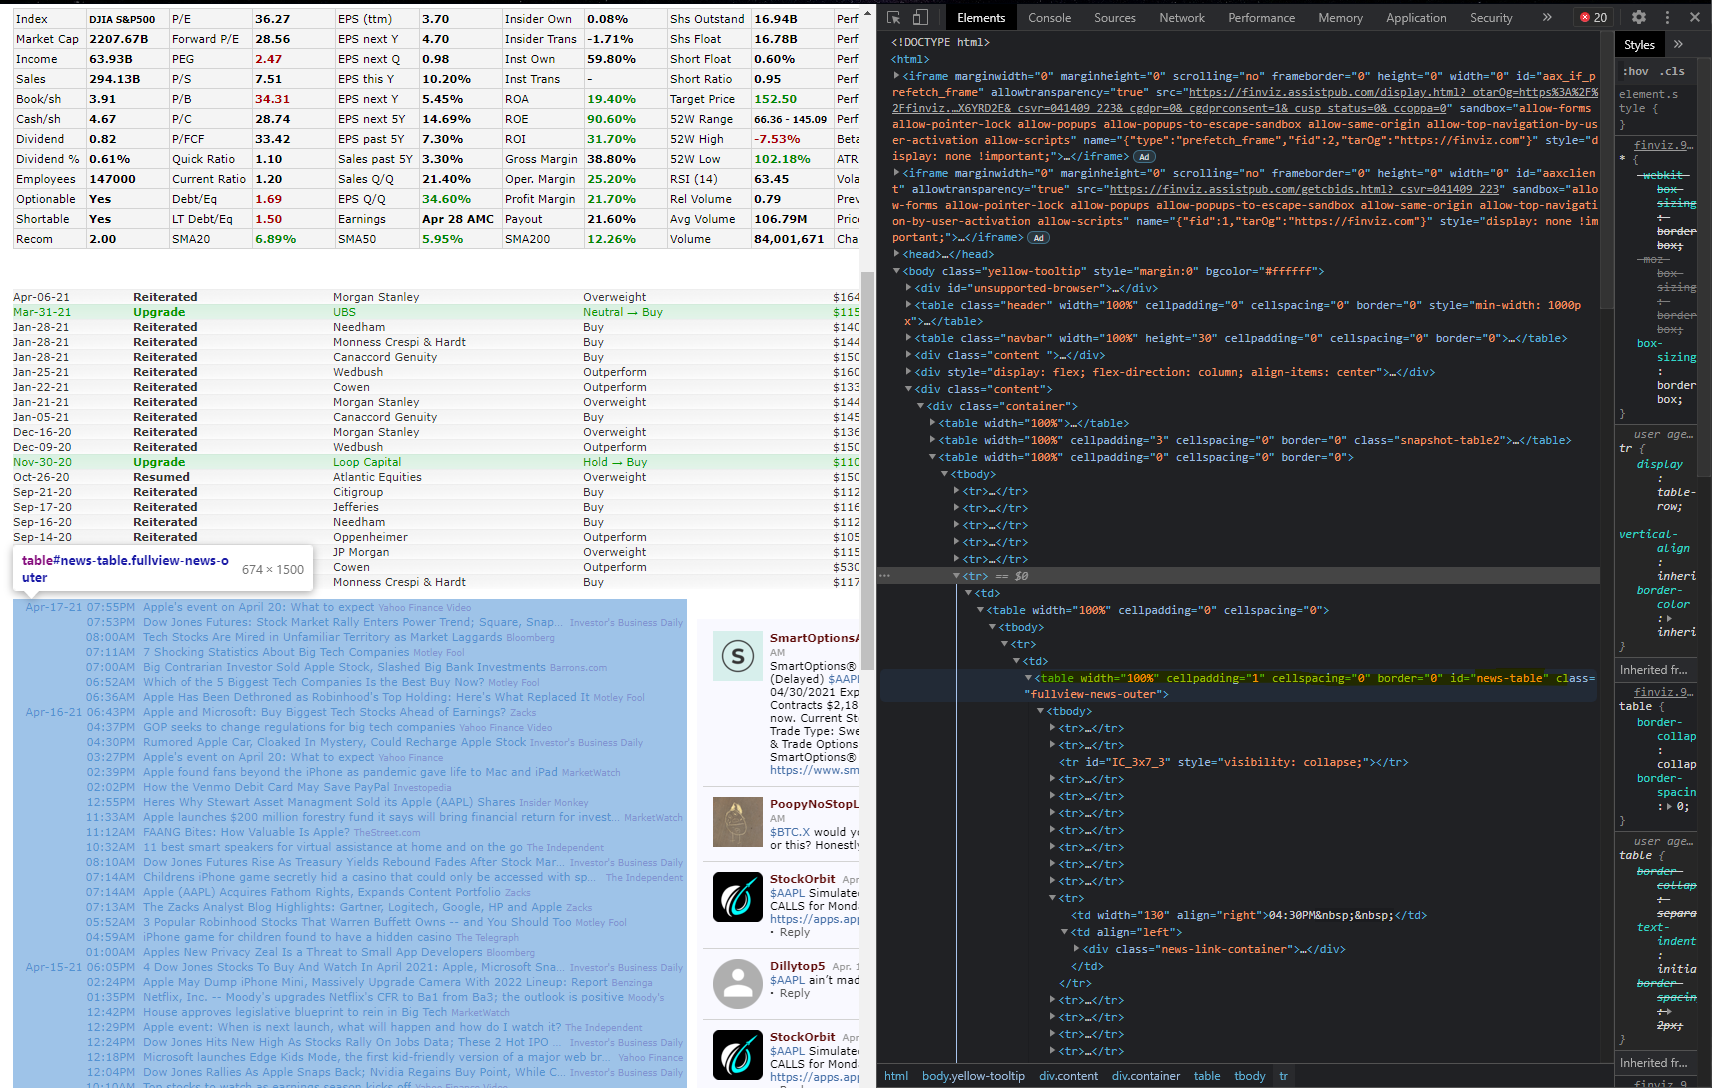 Index DJIA S&P500 P/E 36.27 EPS (ttm) 3.70 Insider Own 0.08% Shs Outstand 16.94B Perf
Market Cap 2207.67B Forward P/E 28.56 EPS next Y 4.70 Insider Trans -1.71% Shs Float 16.78B Perf
Income 63.93B PEG 2.47 EPS next Q 0.98 Inst Own 59.80% Short Float 0.60% Perf
Sales 294.13B P/S 7.51 EPS this Y 10.20% Inst Trans - Short Ratio 0.95 Perf
Book/sh 3.91 P/B 34.31 EPS next Y 5.45% ROA 19.40% Target Price 152.50 Perf
Cash/sh 4.67 P/C 28.74 EPS next 5Y 14.69% ROE 90.60% 52W Range 66.36 - 145.09 Perf
Dividend 0.82 P/FCF 33.42 EPS past 5Y 7.30% ROI 31.70% 52W High -7.53% Beta
Dividend % 0.61% Quick Ratio 1.10 Sales past 5Y 3.30% Gross Margin 38.80% 52W Low 102.18% ATR
Employees 147000 Current Ratio 1.20 Sales Q/Q 21.40% Oper. Margin 25.20% RSI (14) 63.45 Vola
Optionable Yes Debt/Eq 1.69 EPS Q/Q 34.60% Profit Margin 21.70% Rel Volume 0.79 Prev
Shortable Yes LT Debt/Eq 1.50 Earnings Apr 28 AMC Payout 21.60% Avg Volume 106.79M Price
Recom 2.00 SMA20 6.89% SMA50 5.95% SMA200 12.26% Volume 84,001,671 Cha
Apr-06-21 Reiterated Morgan Stanley Overweight $164
Mar-31-21 Upgrade UBS Neutral → Buy $115
Jan-28-21 Reiterated Needham Buy $140
Jan-28-21 Reiterated Monness Crespi & Hardt Buy $144
Jan-28-21 Reiterated Canaccord Genuity Buy $150
Jan-25-21 Reiterated Wedbush Outperform $160
Jan-22-21 Reiterated Cowen Outperform $133
Jan-21-21 Reiterated Morgan Stanley Overweight $144
Jan-05-21 Reiterated Canaccord Genuity Buy $145
Dec-16-20 Reiterated Morgan Stanley Overweight $136
Dec-09-20 Reiterated Wedbush Outperform $150
Nov-30-20 Upgrade Loop Capital Hold → Buy $110
Oct-26-20 Resumed Atlantic Equities Overweight $150
Sep-21-20 Reiterated Citigroup Buy $112
Sep-17-20 Reiterated Jefferies Buy $116
Sep-16-20 Reiterated Needham Buy $112
Sep-14-20 Reiterated Oppenheimer Outperform $105
JP Morgan Overweight $115
Cowen Outperform $530
Monness Crespi & Hardt Buy $117
table#news-table.fullview-news-o
uter 674 × 1500
Apr-17-21 07:55PM Apple's event on April 20: What to expect Yahoo Finance Video
07:53PM Dow Jones Futures: Stock Market Rally Enters Power Trend; Square, Snap... Investor's Business Daily
08:00AM Tech Stocks Are Mired in Unfamiliar Territory as Market Laggards Bloomberg
07:11AM 7 Shocking Statistics About Big Tech Companies Motley Fool
07:00AM Big Contrarian Investor Sold Apple Stock, Slashed Big Bank Investments Barrons.com
06:52AM Which of the 5 Biggest Tech Companies Is the Best Buy Now? Motley Fool
06:36AM Apple Has Been Dethroned as Robinhood's Top Holding: Here's What Replaced It Motley Fool
Apr-16-21 06:43PM Apple and Microsoft: Buy Biggest Tech Stocks Ahead of Earnings? Zacks
04:37PM GOP seeks to change regulations for big tech companies Yahoo Finance Video
04:30PM Rumored Apple Car, Cloaked In Mystery, Could Recharge Apple Stock Investor's Business Daily
03:27PM Apple's event on April 20: What to expect Yahoo Finance
02:39PM Apple found fans beyond the iPhone as pandemic gave life to Mac and iPad MarketWatch
02:02PM How the Venmo Debit Card May Save PayPal Investopedia
12:55PM Heres Why Stewart Asset Managment Sold its Apple (AAPL) Shares Insider Monkey
11:33AM Apple launches $200 million forestry fund it says will bring financial return for invest... MarketWatch
11:12AM FAANG Bites: How Valuable Is Apple? TheStreet.com
10:32AM 11 best smart speakers for virtual assistance at home and on the go The Independent
08:10AM Dow Jones Futures Rise As Treasury Yields Rebound Fades After Stock Mar... Investor's Business Daily
07:14AM Childrens iPhone game secretly hid a casino that could only be accessed with sp... The Independent
07:14AM Apple (AAPL) Acquires Fathom Rights, Expands Content Portfolio Zacks
07:13AM The Zacks Analyst Blog Highlights: Gartner, Logitech, Google, HP and Apple Zacks
05:52AM 3 Popular Robinhood Stocks That Warren Buffett Owns -- and You Should Too Motley Fool
04:59AM iPhone game for children found to have a hidden casino The Telegraph
01:00AM Apples New Privacy Zeal Is a Threat to Small App Developers Bloomberg
Apr-15-21 06:05PM 4 Dow Jones Stocks To Buy And Watch In April 2021: Apple, Microsoft Sna... Investor's Business Daily
02:24PM Apple May Dump iPhone Mini, Massively Upgrade Camera With 2022 Lineup: Report Benzinga
01:35PM Netflix, Inc. -- Moody's upgrades Netflix's CFR to Ba1 from Ba3; the outlook is positive Moody's
12:42PM House approves legislative blueprint to rein in Big Tech MarketWatch
12:29PM Apple event: When is next launch, what will happen and how do I watch it? The Independent
12:24PM Dow Jones Hits New High As Stocks Rally On Jobs Data; These 2 Hot IPO ... Investor's Business Daily
12:18PM Microsoft launches Edge Kids Mode, the first kid-friendly version of a major web br... Yahoo Finance
12:04PM Dow Jones Rallies As Apple Snaps Back; Nvidia Regains Buy Point, While C... Investor's Business Daily
10:10AM Top stocks to watch as earnings season kicks off Yahoo Finance Video
S
SmartOptionsA
AM
SmartOptions®
(Delayed) $AAPL
04/30/2021 Exp
Contracts $2,18
now. Current St
Trade Type: Swe
& Trade Options
SmartOptions®
https://www.sm
PoopyNoStopL
AM
$BTC.X would yo
or this? Honestly
StockOrbit Apr
$AAPL Simulate
CALLS for Monda
https://apps.app
• Reply
Dillytop5 Apr. 1
$AAPL ain't mad
• Reply
StockOrbit Apr
$AAPL Simulate
CALLS for Monda
https://apps.app
Elements Console Sources Network Performance Memory Application Security » 20
<!DOCTYPE html>
<html>
<iframe marginwidth="0" marginheight="0" scrolling="no" frameborder="0" height="0" width="0" id="aax_if_p
refetch_frame" allowtransparency="true" src="https://finviz.assistpub.com/display.html?_otarOg=https%3A%2F%
2Ffinviz.…X6YRD2E&_csvr=041409_223&_cgdpr=0&_cgdprconsent=1&_cusp_status=0&_ccoppa=0" sandbox="allow-forms
allow-pointer-lock allow-popups allow-popups-to-escape-sandbox allow-same-origin allow-top-navigation-by-us
er-activation allow-scripts" name="{"type":"prefetch_frame","fid":2,"tarOg":"https://finviz.com"}" style="d
isplay: none !important;">…</iframe> Ad
<iframe marginwidth="0" marginheight="0" scrolling="no" frameborder="0" height="0" width="0" id="aaxcli
ent" allowtransparency="true" src="https://finviz.assistpub.com/getcbids.html?_csvr=041409_223" sandbox="allo
w-forms allow-pointer-lock allow-popups allow-popups-to-escape-sandbox allow-same-origin allow-top-navigati
on-by-user-activation allow-scripts" name="{"fid":1,"tarOg":"https://finviz.com"}" style="display: none !im
portant;">…</iframe> Ad
<head>…</head>
<body class="yellow-tooltip" style="margin:0" bgcolor="#ffffff">
<div id="unsupported-browser">…</div>
<table class="header" width="100%" cellpadding="0" cellspacing="0" border="0" style="min-width: 1000p
x">…</table>
<table class="navbar" width="100%" height="30" cellpadding="0" cellspacing="0" border="0">…</table>
<div class="content ">…</div>
<div style="display: flex; flex-direction: column; align-items: center">…</div>
<div class="content">
<div class="container">
<table width="100%">…</table>
<table width="100%" cellpadding="3" cellspacing="0" border="0" class="snapshot-table2">…</table>
<table width="100%" cellpadding="0" cellspacing="0" border="0">
<tbody>
<tr>…</tr>
<tr>…</tr>
<tr>…</tr>
<tr>…</tr>
<tr>…</tr>
… <tr> == $0
<td>
<table width="100%" cellpadding="0" cellspacing="0">
<tbody>
<tr>
<td>
<table width="100%" cellpadding="1" cellspacing="0" border="0" id="news-table" class=
"fullview-news-outer">
<tbody>
<tr>…</tr>
<tr>…</tr>
<tr id="IC_3x7_3" style="visibility: collapse;"></tr>
<tr>…</tr>
<tr>…</tr>
<tr>…</tr>
<tr>…</tr>
<tr>…</tr>
<tr>…</tr>
<tr>…</tr>
<tr>
<td width="130" align="right">04:30PM&nbsp;&nbsp;</td>
<td align="left">
<div class="news-link-container">…</div>
</td>
</tr>
<tr>…</tr>
<tr>…</tr>
<tr>…</tr>
<tr>…</tr>
html body.yellow-tooltip div.content div.container table tbody tr
Styles »
:hov .cls
element.s
tyle {
}
finviz.9…
* {
-webkit
box-
sizing
:
border
box;
-moz-
box-
sizing
:
border
box;
box-
sizing
:
border
box;
}
user age…
tr {
display
:
table-
row;
vertical-
align
:
inheri
border-
color
:
inheri
}
Inherited fr…
finviz.9…
table {
border-
collap
:
collap
border-
spacin
: 0;
}
user age…
table {
border-
collap
:
separa
text-
indent
:
initia
border-
spacin
:
2px;
}
Inherited fr…
finviz.9…